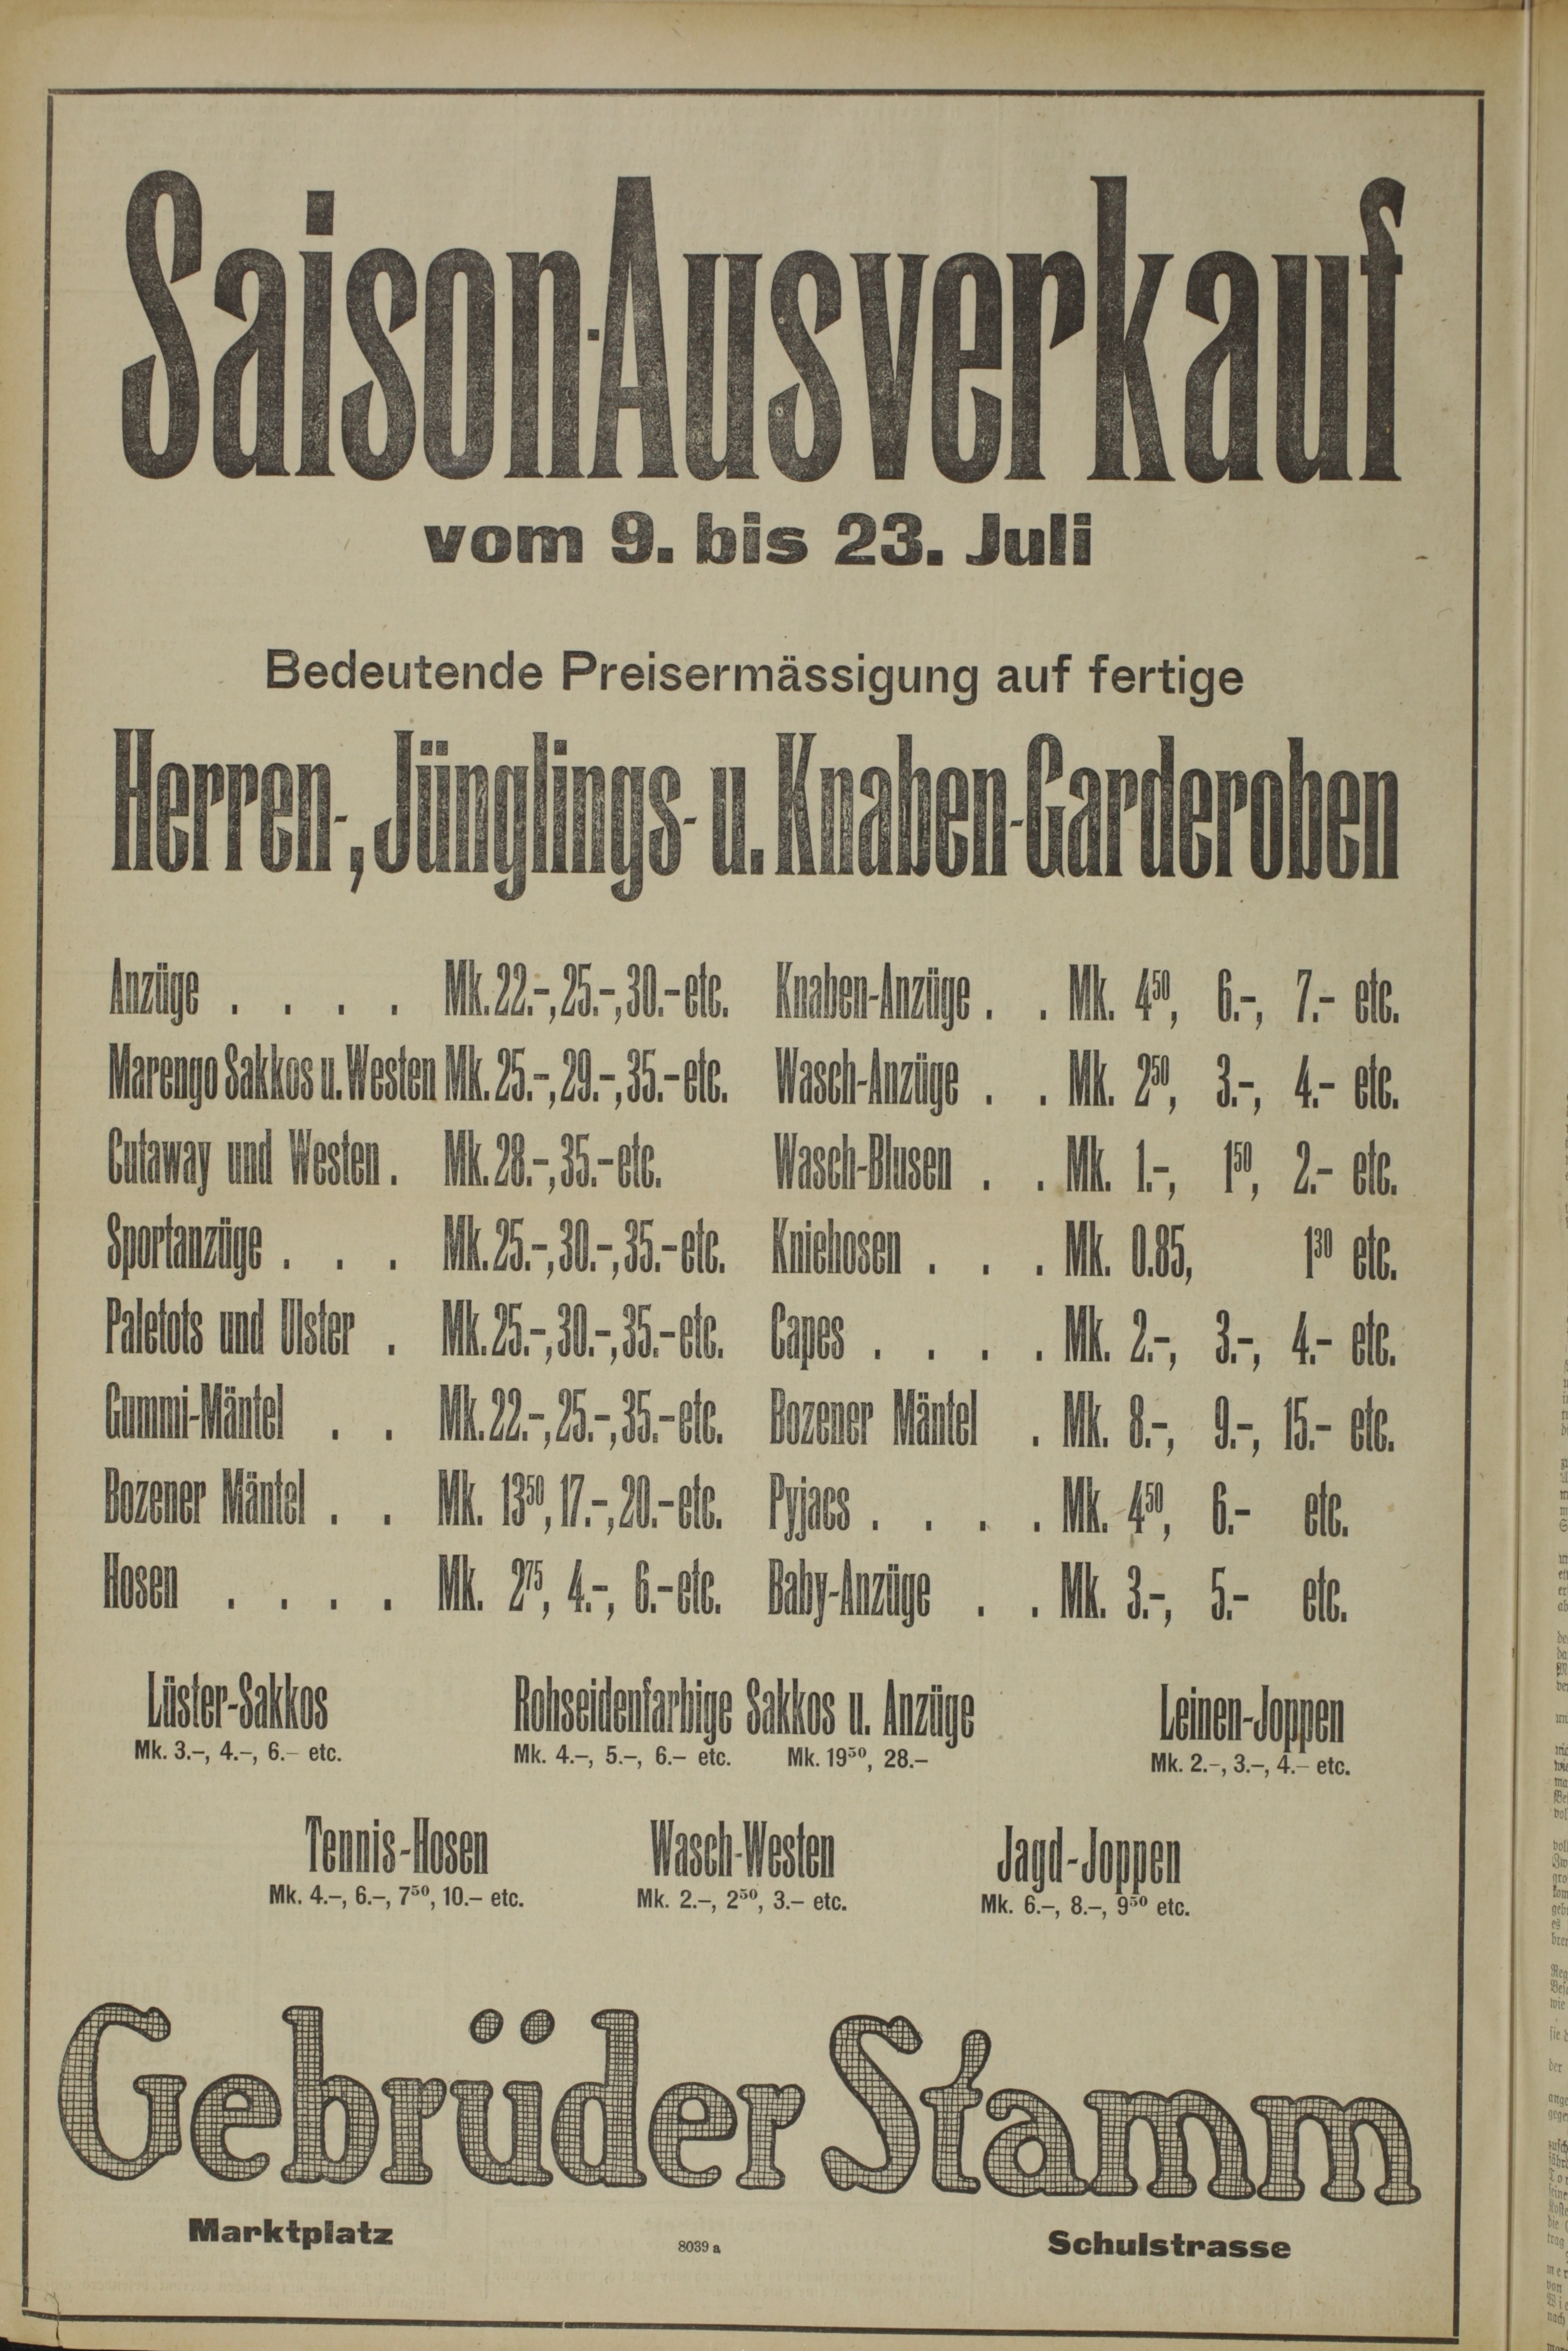 Saison-Ausverkauf
vom 9. bis 23. Juli
Bedeutende Preisermässigung auf fertige
Herren-, Jünglings- u. Knaben-Garderoben
Anzüge . . . . Mk. 22.-, 25.-, 30.- etc.
Marengo Sakkos u. Westen Mk. 25.-, 29.-, 35.- etc.
Cutaway und Westen . Mk. 28.-, 35.- etc.
Sportanzüge . . . Mk. 25.-, 30.-, 35.- etc.
Paletots und Ulster . Mk. 25.-, 30.-, 35.- etc.
Gummi-Mäntel . . Mk. 22.-, 25.-, 35.- etc.
Bozener Mäntel . . Mk. 13⁵⁰, 17.-, 20.- etc.
Hosen . . . . Mk. 2⁷⁵, 4.-, 6.- etc.
Knaben-Anzüge . . Mk. 4⁵⁰, 6.-, 7.- etc.
Wasch-Anzüge . . Mk. 2⁵⁰, 3.-, 4.- etc.
Wasch-Blusen . . Mk. 1.-, 1⁵⁰, 2.- etc.
Kniehosen . . . Mk. 0.85, 1³⁰ etc.
Capes . . . . Mk. 2.-, 3.-, 4.- etc.
Bozener Mäntel . Mk. 8.-, 9.-, 15.- etc.
Pyjacs . . . . Mk. 4⁵⁰, 6.- etc.
Baby-Anzüge . . Mk. 3.-, 5.- etc.
Lüster-Sakkos
Mk. 3.–, 4.–, 6.– etc.
Rohseidenfarbige Sakkos u. Anzüge
Mk. 4.–, 5.–, 6.– etc. Mk. 19⁵⁰, 28.–
Leinen-Joppen
Mk. 2.–, 3.–, 4.– etc.
Tennis-Hosen
Mk. 4.–, 6.–, 7⁵⁰, 10.– etc.
Wasch-Westen
Mk. 2.–, 2⁵⁰, 3.– etc.
Jagd-Joppen
Mk. 6.–, 8.–, 9⁵⁰ etc.
Gebrüder Stamm
Marktplatz
8039 a
Schulstrasse